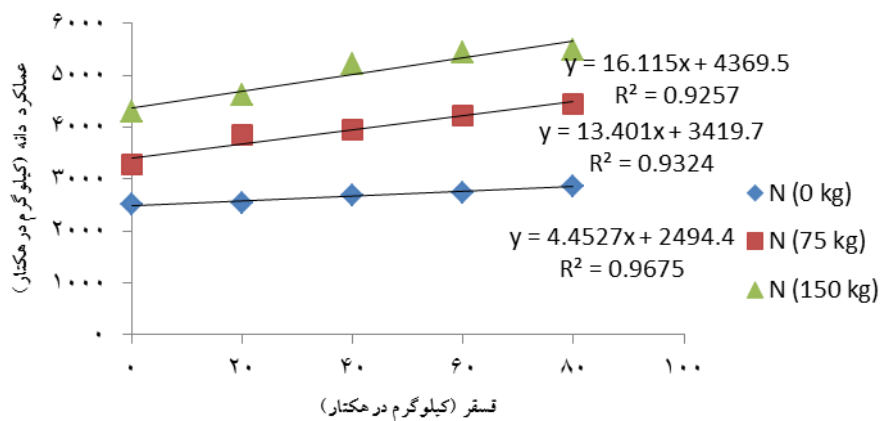 عملکرد دانه (کیلوگرم در هکتار)
۶۰۰۰
۵۰۰۰
۴۰۰۰
۳۰۰۰
۲۰۰۰
۱۰۰۰
۰
y = 16.115x + 4369.5
R² = 0.9257
y = 13.401x + 3419.7
R² = 0.9324
y = 4.4527x + 2494.4
R² = 0.9675
N (0 kg)
N (75 kg)
N (150 kg)
۰ ۲۰ ۴۰ ۶۰ ۸۰ ۱۰۰
قسقر (کیلوگرم در هکتار)